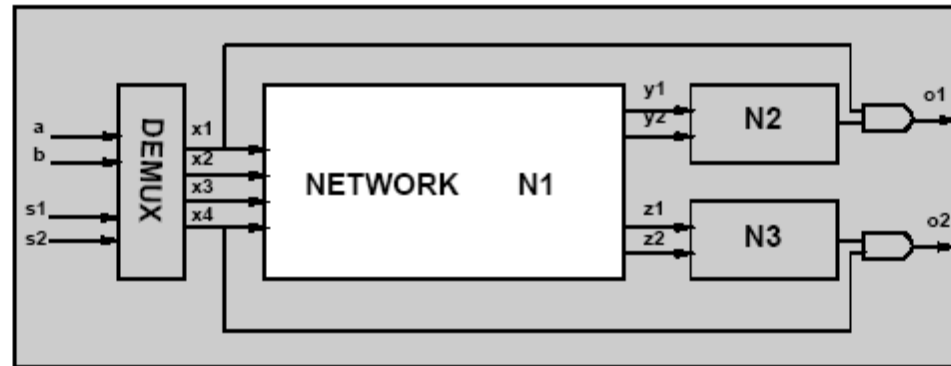 a
b
s1
s2
DEMUX
x1
x2
x3
x4
NETWORK N1
y1
y2
z1
z2
N2
N3
o1
o2